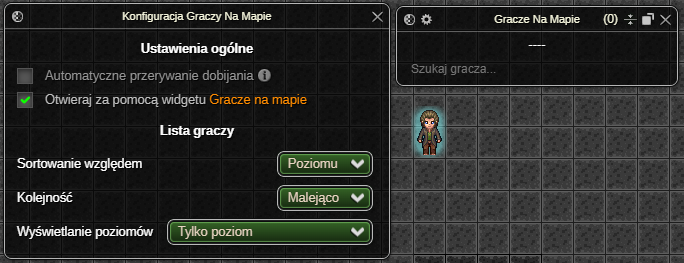 Konfiguracja Graczy Na Mapie
Ustawienia ogólne
Automatyczne przerywanie dobijania
Otwieraj za pomocą widgetu Gracze na mapie
Lista graczy
Sortowanie względem Poziomu
Kolejność Malejąco
Wyświetlanie poziomów Tylko poziom
Gracze Na Mapie (0)
----
Szukaj gracza...